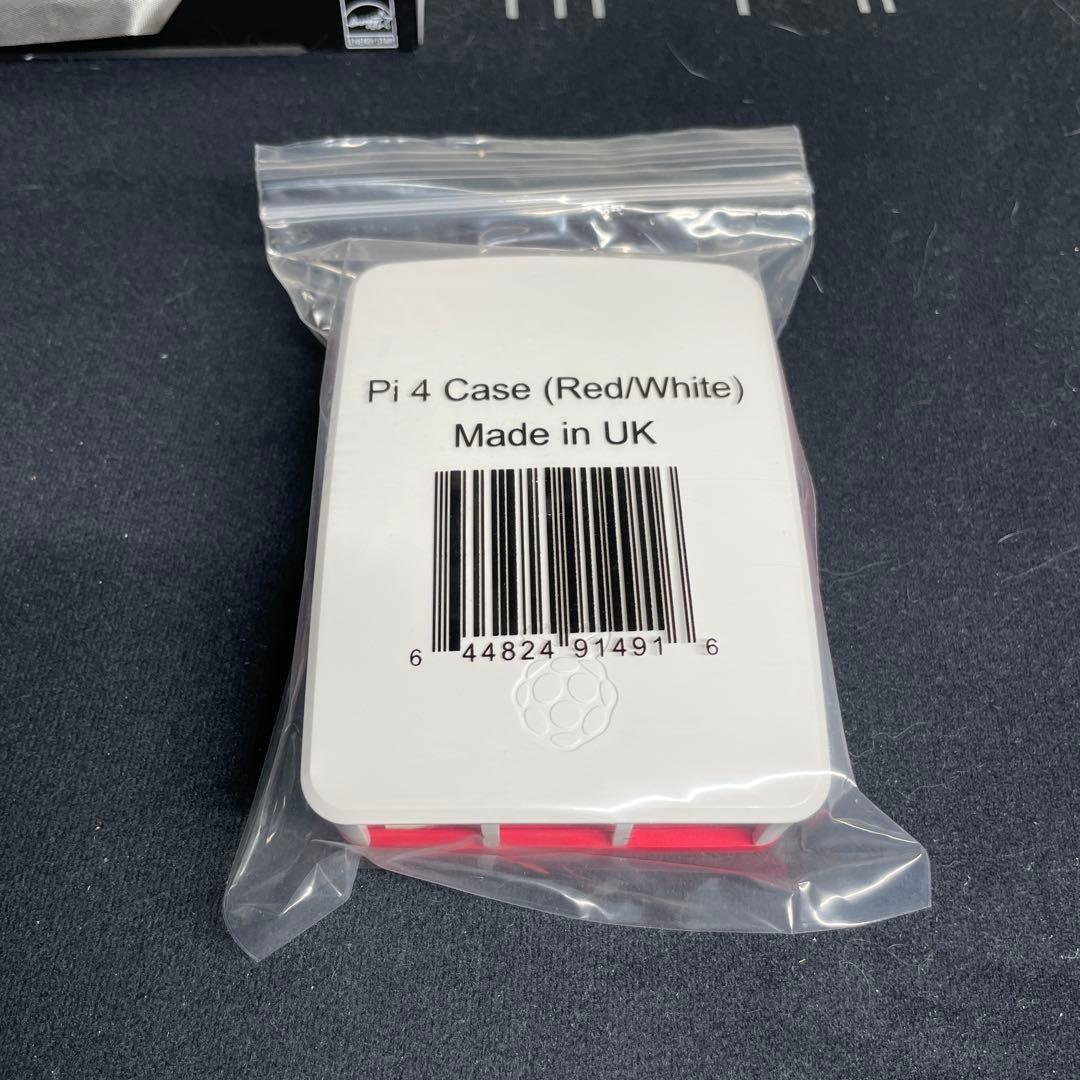 Pi 4 Case (Red/White)
Made in UK
6 44824 91491 6